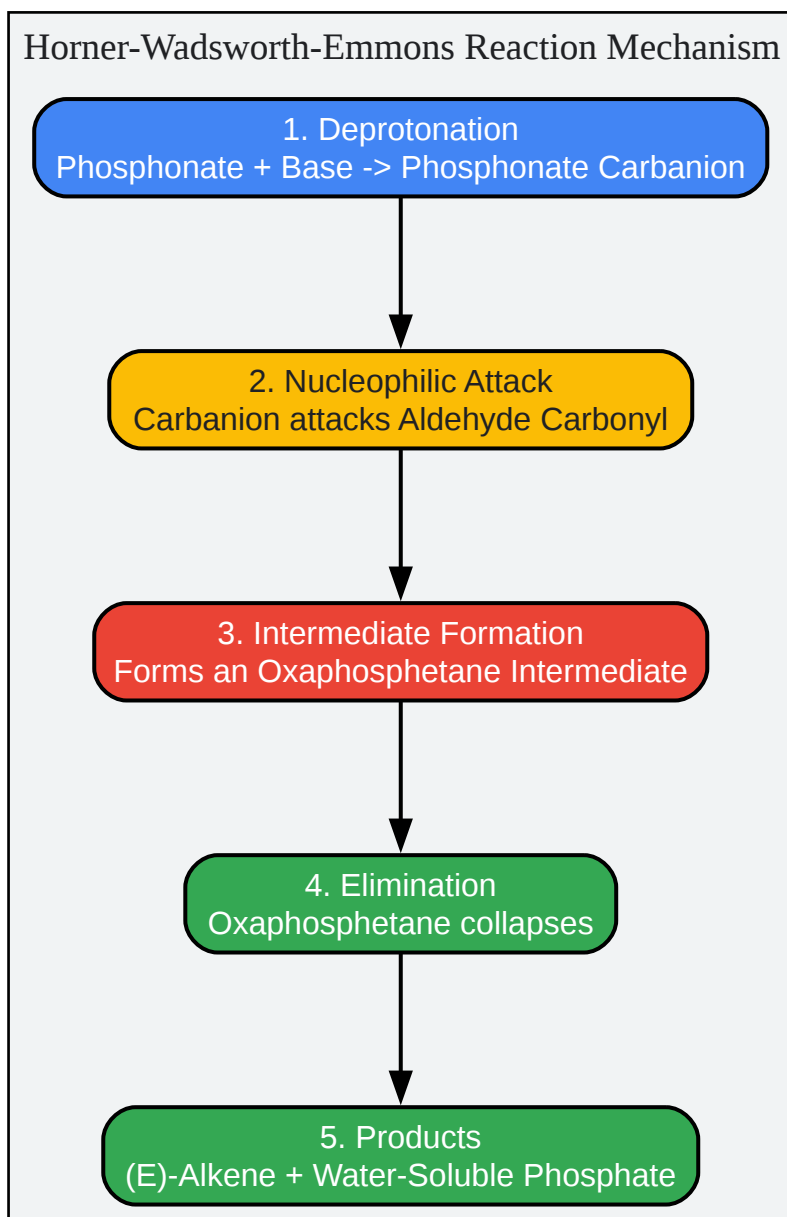 Horner-Wadsworth-Emmons Reaction Mechanism
1. Deprotonation
Phosphonate + Base -> Phosphonate Carbanion
2. Nucleophilic Attack
Carbanion attacks Aldehyde Carbonyl
3. Intermediate Formation
Forms an Oxaphosphetane Intermediate
4. Elimination
Oxaphosphetane collapses
5. Products
(E)-Alkene + Water-Soluble Phosphate